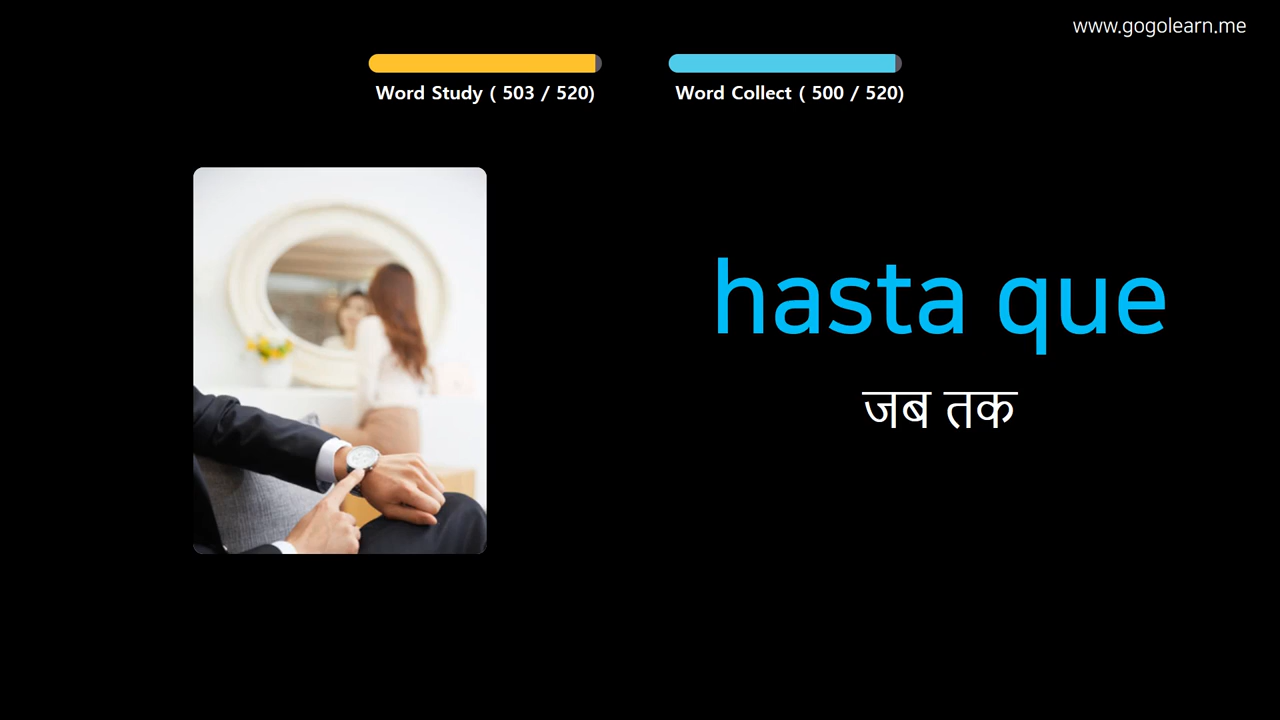 www.gogolearn.me
Word Study ( 503 / 520)
Word Collect ( 500 / 520)
hasta que
जब तक